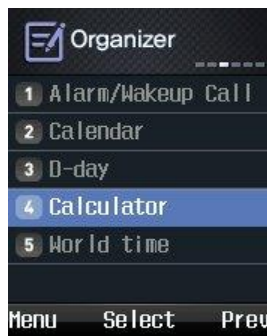 Organizer
1 Alarm/Wakeup Call
2 Calendar
3 D-day
4 Calculator
5 World time
Menu Select Prev